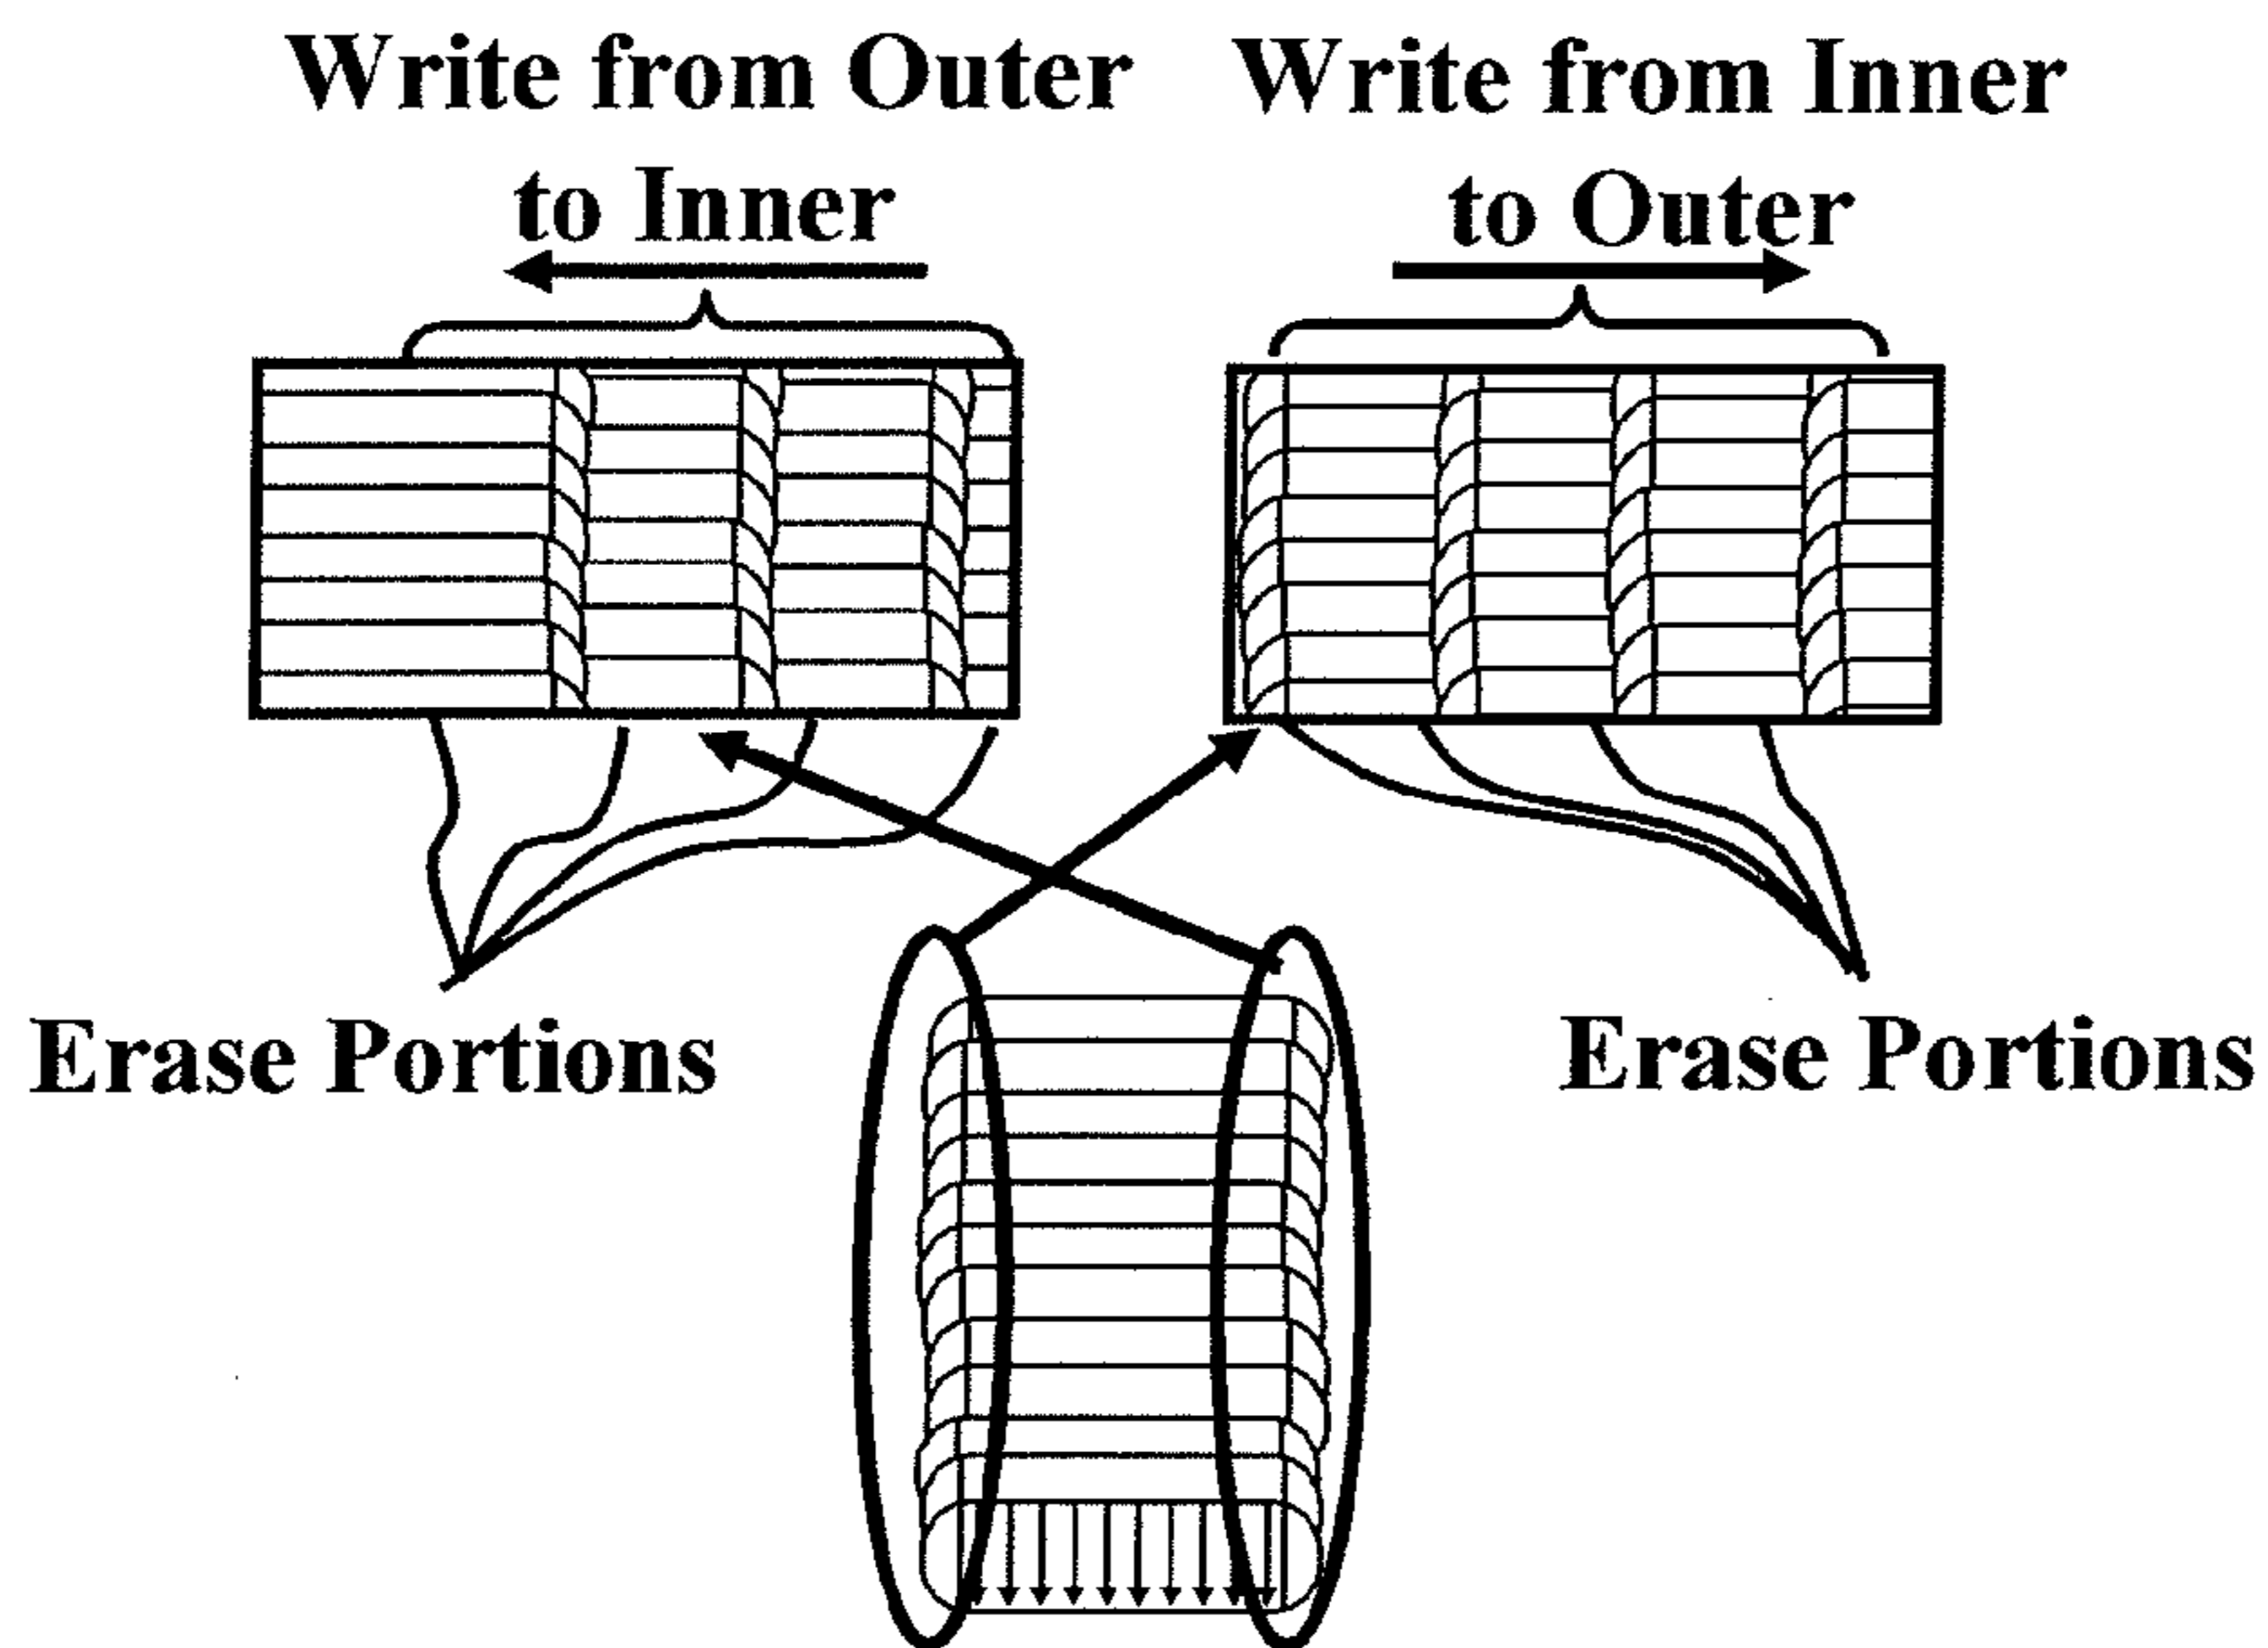 Write from Outer
to Inner
Write from Inner
to Outer
Erase Portions
Erase Portions